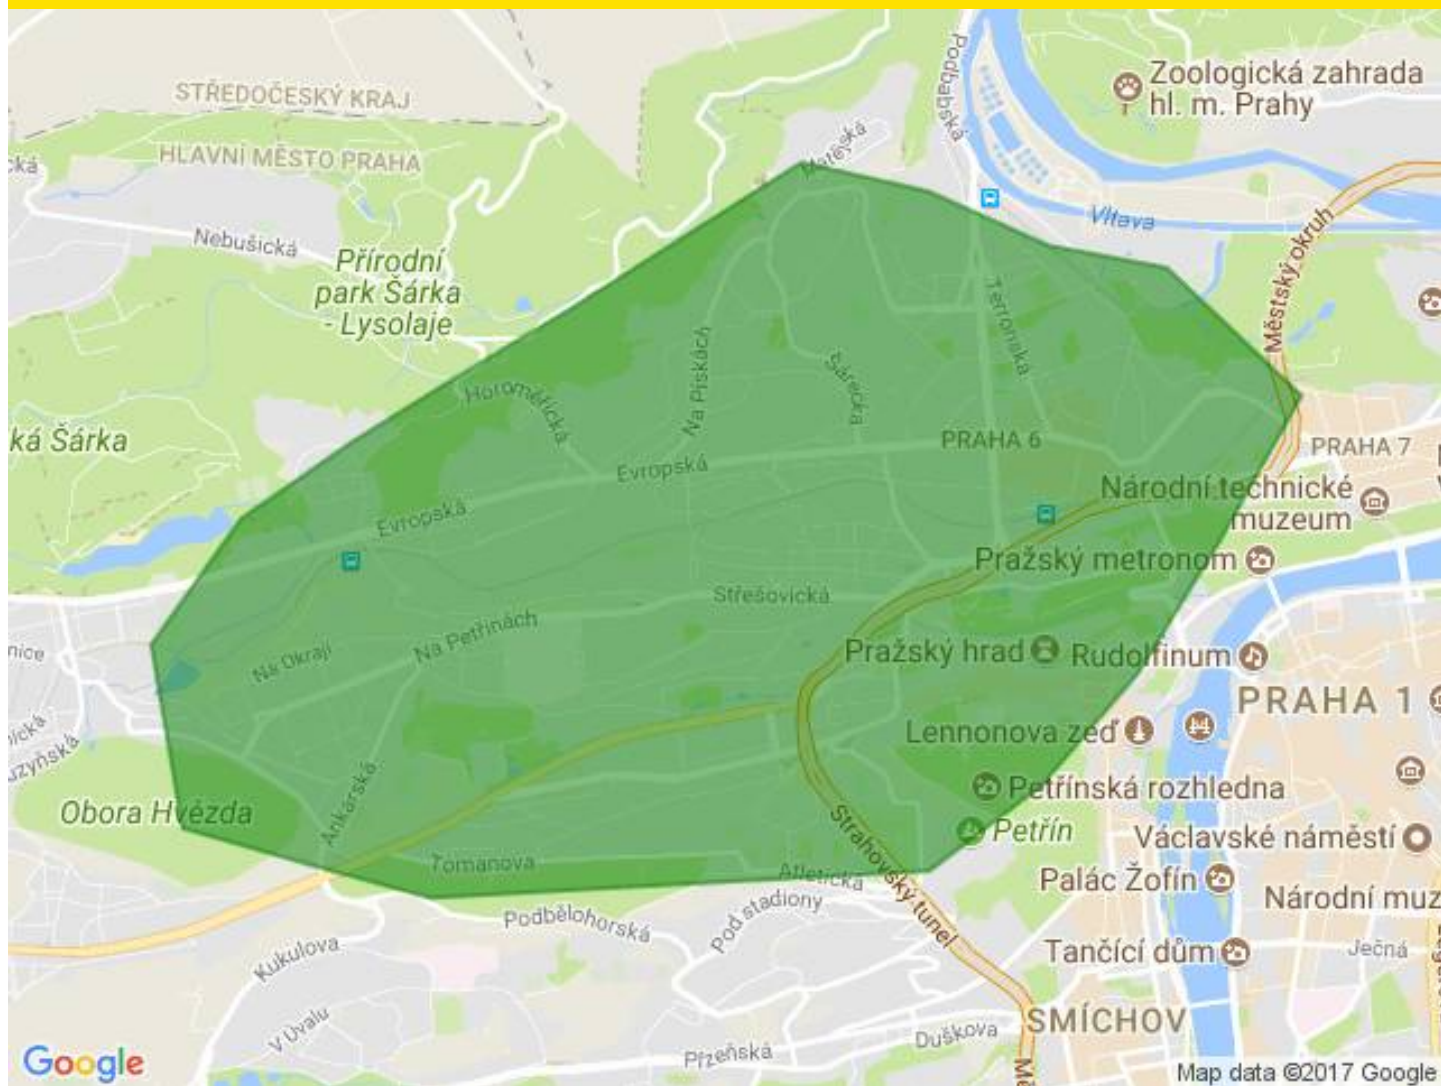 Podbabská
Zoologická zahrada
hl. m. Prahy
STŘEDOČESKÝ KRAJ
HLAVNÍ MĚSTO PRAHA
Matějská
Vltava
Nebušická
Městský okruh
Přírodní
park Šárka
- Lysolaje
Terronská
Na Pískách
Šárecká
Horoměřická
ká Šárka
PRAHA 6
PRAHA 7
Evropská
Národní technické
muzeum
Evropská
Pražský metronom
Střešovická
Na Petřinách
nice
Na Okraji
Pražský hrad
Rudolfinum
PRAHA 1
Lennonova zeď
uzyňská
Ankarská
Petřínská rozhledna
Obora Hvězda
Strahovský tunel
Petřín
Václavské náměstí
Tomanova
Atletická
Palác Žofín
Národní muz
Podbělohorská
Pod stadiony
Kukulova
Tančící dům
Ječná
V Úvalu
SMÍCHOV
Duškova
Plzeňská
Google
Map data ©2017 Google